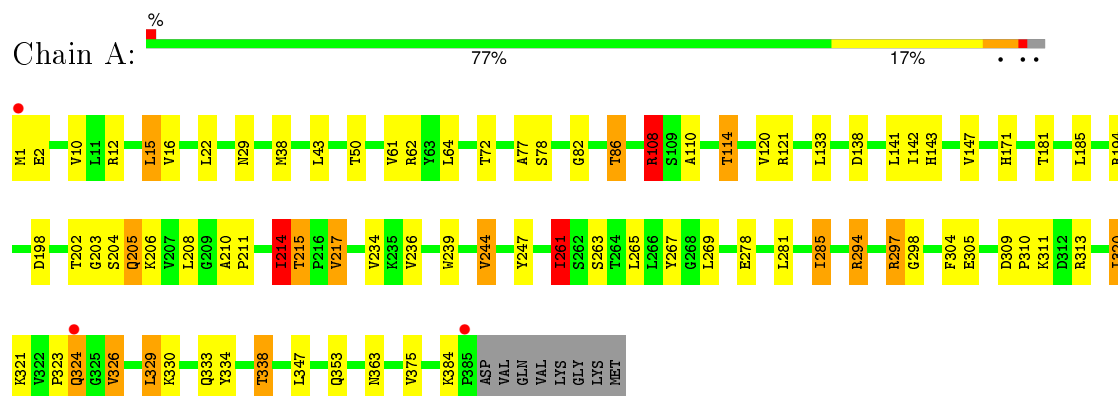 %
Chain A:
77% 17% . . .
M1 E2 V10 L11 R12 L15 V16 L22 N29 M38 L43 T50 V61 R62 Y63 L64 T72 A77 S78 G82 T86 R108 S109 A110 T114 V120 R121 L133 D138 L141 I142 H143 V147 H171 T181 L185
D198 T202 G203 S204 Q205 K206 V207 L208 G209 A210 P211 I214 T215 P216 V217 V234 K235 V236 W239 V244 Y247 I261 S262 S263 T264 L265 L266 Y267 G268 L269 E278 L281 I285 R294 R297 G298 F304 E305 D309 P310 K311 D312 R313
K321 V322 P323 Q324 G325 V326 L329 K330 Q333 Y334 T338 L347 Q353 N363 V375 K384 P385 ASP VAL GLN VAL LYS GLY LYS MET